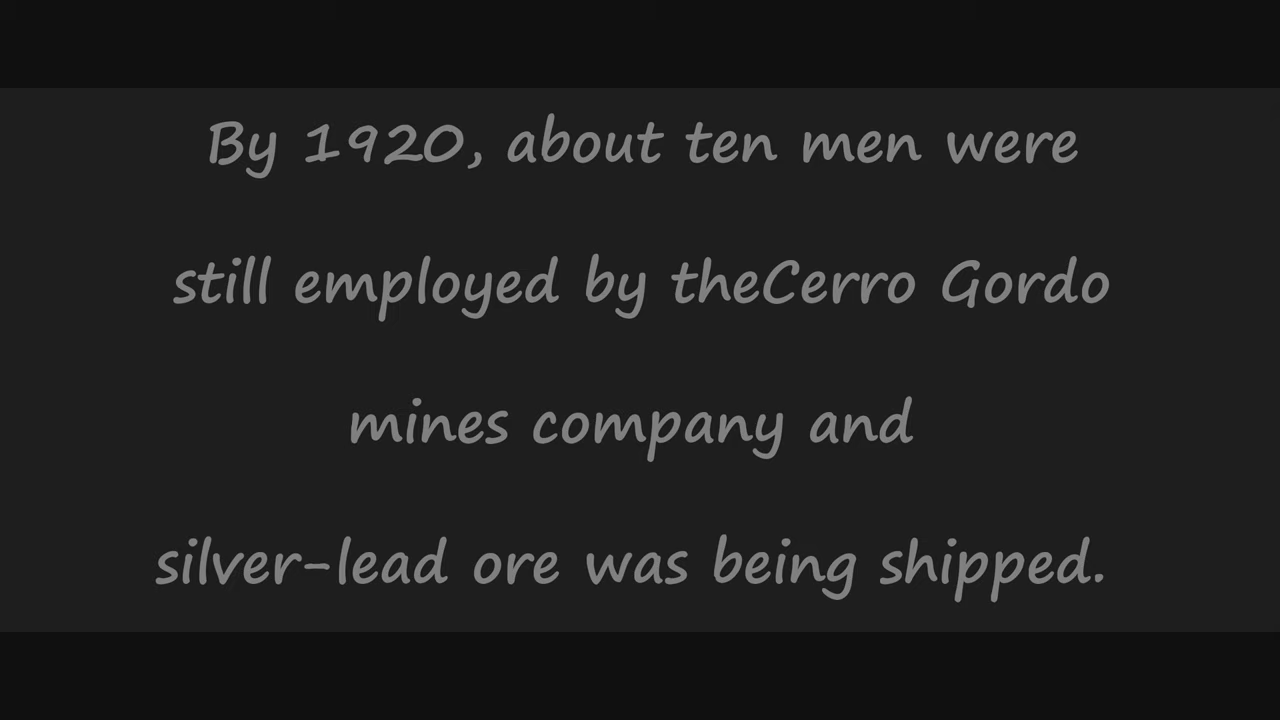 By 1920, about ten men were
still employed by theCerro Gordo
mines company and
silver-lead ore was being shipped.